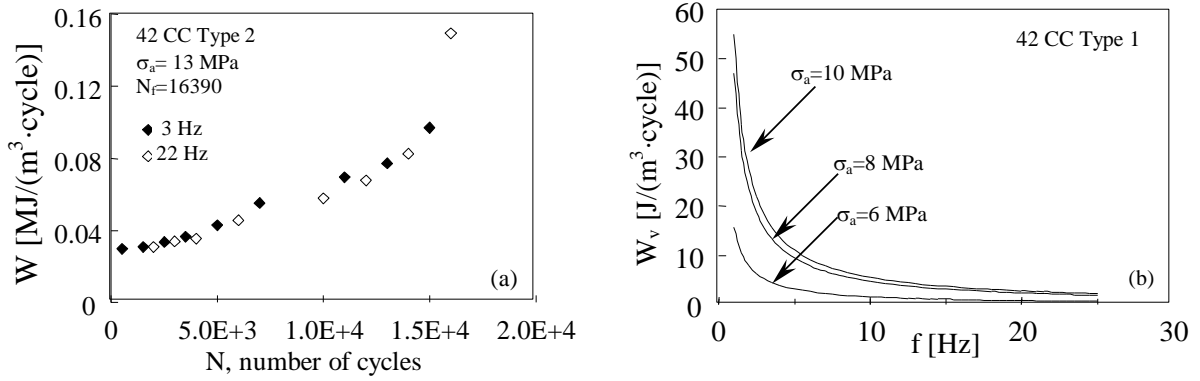 0.16
0.12
0.08
0.04
0
W [MJ/(m³·cycle)]
42 CC Type 2
σₐ= 13 MPa
N_f=16390
3 Hz
22 Hz
(a)
0 5.0E+3 1.0E+4 1.5E+4 2.0E+4
N, number of cycles
60
50
40
30
20
10
0
W_v [J/(m³·cycle)]
42 CC Type 1
σₐ=10 MPa
σₐ=8 MPa
σₐ=6 MPa
(b)
0 10 20 30
f [Hz]